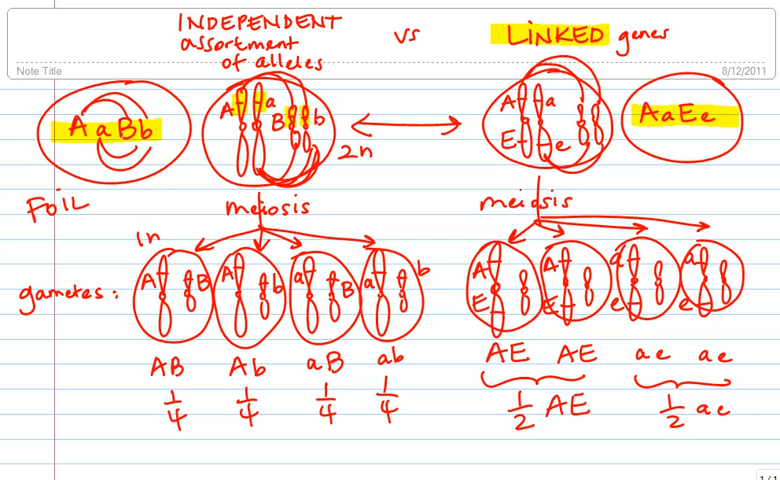 INDEPENDENT
assortment
of alleles
vs
LINKED genes
Note Title
8/12/2011
AaBb
A a B b
2n
A a E e
AaEe
FOIL
meiosis
meiosis
1n
gametes:
A B A b a B a b
A E A E a e a e
AB Ab aB ab
AE AE ae ae
1/4 1/4 1/4 1/4
1/2 AE 1/2 ae
1/1